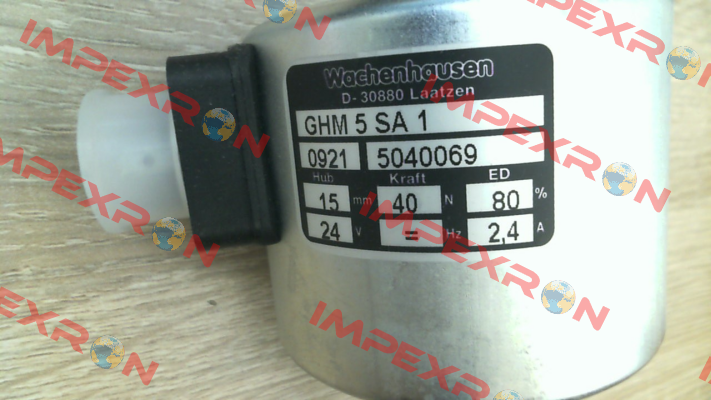 Wachenhausen
D-30880 Laatzen
GHM 5 SA 1
0921 5040069
Hub Kraft ED
15 mm 40 N 80 %
24 V = Hz 2,4 A
IMPEXRON
IMPEXRON
IMPEXRON
IMPEXRON
IMPEXRON
IMPEXRON
IMPEXRON
IMPEXRON